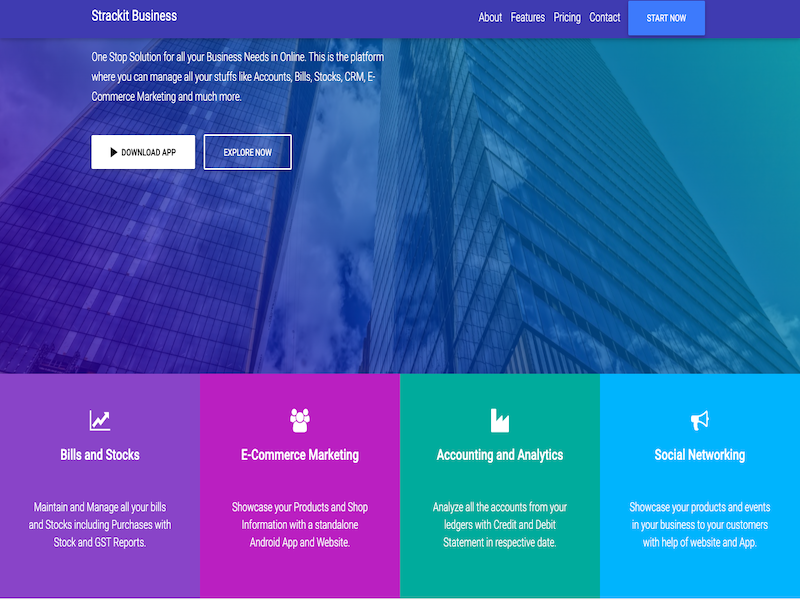 Strackit Business
About Features Pricing Contact START NOW
One Stop Solution for all your Business Needs in Online. This is the platform
where you can manage all your stuffs like Accounts, Bills, Stocks, CRM, E-
Commerce Marketing and much more.
DOWNLOAD APP
EXPLORE NOW
Bills and Stocks
Maintain and Manage all your bills
and Stocks including Purchases with
Stock and GST Reports.
E-Commerce Marketing
Showcase your Products and Shop
Information with a standalone
Android App and Website.
Accounting and Analytics
Analyze all the accounts from your
ledgers with Credit and Debit
Statement in respective date.
Social Networking
Showcase your products and events
in your business to your customers
with help of website and App.